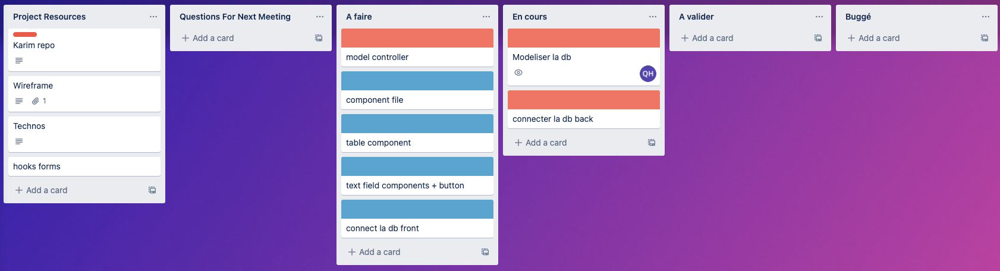 Project Resources
Karim repo
Wireframe
1
Technos
hooks forms
Add a card
Questions For Next Meeting
Add a card
A faire
model controller
component file
table component
text field components + button
connect la db front
Add a card
En cours
Modeliser la db
QH
connecter la db back
Add a card
A valider
Add a card
Buggé
Add a card